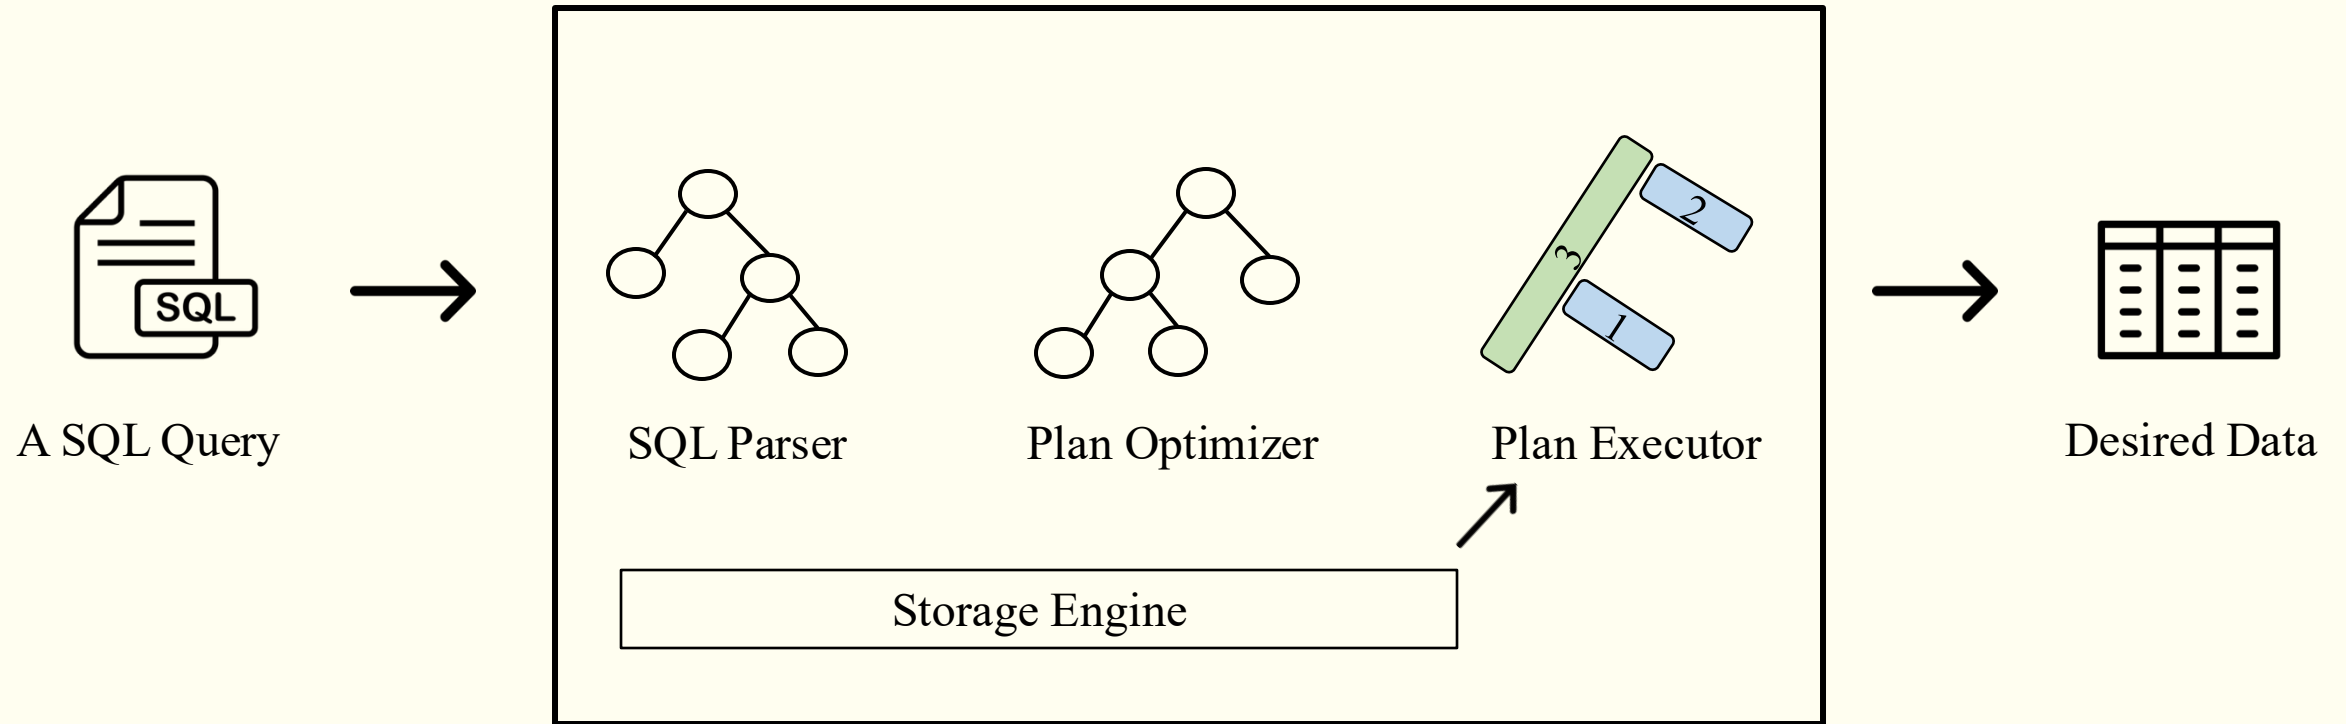 SQL
A SQL Query
SQL Parser
Plan Optimizer
3
2
1
Plan Executor
Storage Engine
Desired Data